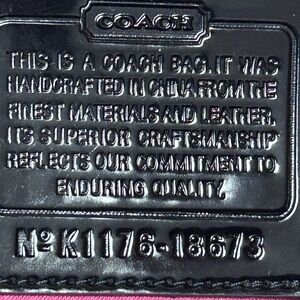 COACH
THIS IS A COACH BAG. IT WAS
HANDCRAFTED IN CHINA FROM THE
FINEST MATERIALS AND LEATHER.
ITS SUPERIOR CRAFTSMANSHIP
REFLECTS OUR COMMITMENT TO
ENDURING QUALITY.
Nº K1176-18673